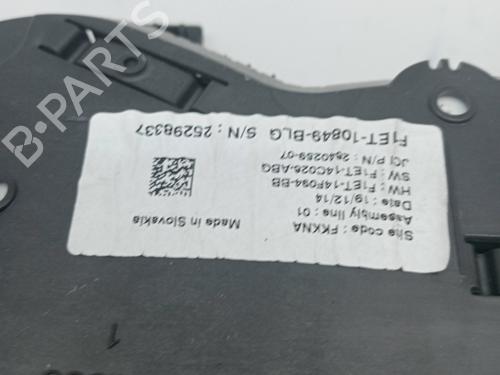 F1ET-10849-BLG S/N : 25298337
JCI P/N : 2840259-07
SW : F1ET-14C026-ABG
HW : F1ET-14F094-BB
Date : 19/12/14
Assembly line : 01
Site code : FKKNA
Made in Slovakia
B-Parts